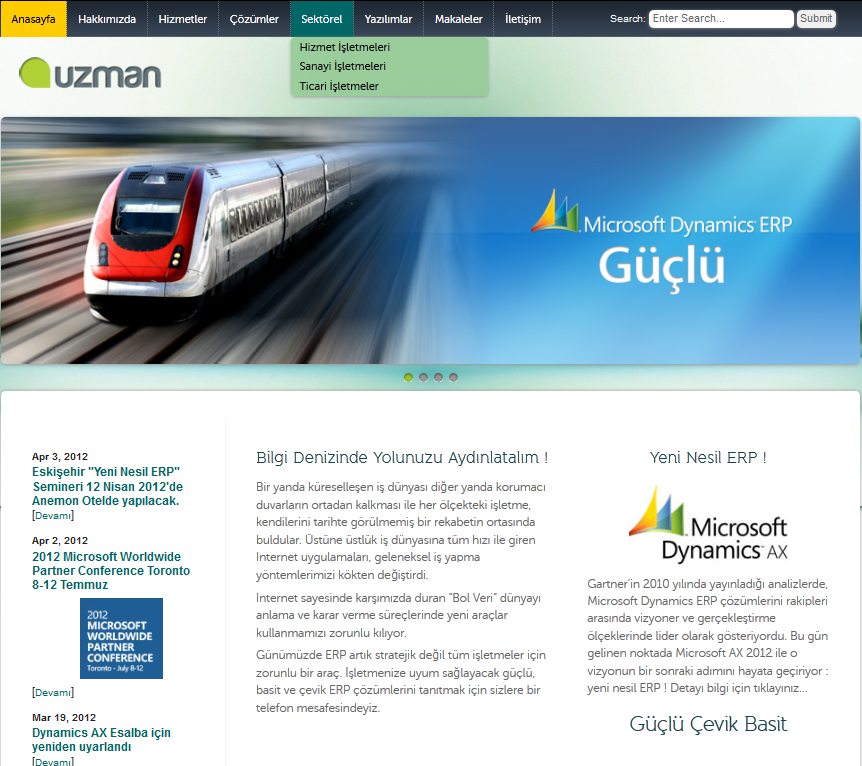 Anasayfa Hakkımızda Hizmetler Çözümler Sektörel Yazılımlar Makaleler İletişim Search: Enter Search... Submit
Hizmet İşletmeleri
Sanayi İşletmeleri
Ticari İşletmeler
uzman
Microsoft Dynamics ERP
Güçlü
Apr 3, 2012
Eskişehir "Yeni Nesil ERP"
Semineri 12 Nisan 2012'de
Anemon Otelde yapılacak.
[Devamı]
Apr 2, 2012
2012 Microsoft Worldwide
Partner Conference Toronto
8-12 Temmuz
2012
MICROSOFT
WORLDWIDE
PARTNER
CONFERENCE
Toronto - July 8-12
[Devamı]
Mar 19, 2012
Dynamics AX Esalba için
yeniden uyarlandı
[Devamı]
Bilgi Denizinde Yolunuzu Aydınlatalım !
Bir yanda küreselleşen iş dünyası diğer yanda korumacı
duvarların ortadan kalkması ile her ölçekteki işletme,
kendilerini tarihte görülmemiş bir rekabetin ortasında
buldular. Üstüne üstlük iş dünyasına tüm hızı ile giren
Internet uygulamaları, geleneksel iş yapma
yöntemlerimizi kökten değiştirdi.
Internet sayesinde karşımızda duran "Bol Veri" dünyayı
anlama ve karar verme süreçlerinde yeni araçlar
kullanmamızı zorunlu kılıyor.
Günümüzde ERP artık stratejik değil tüm işletmeler için
zorunlu bir araç. İşletmenize uyum sağlayacak güçlü,
basit ve çevik ERP çözümlerini tanıtmak için sizlere bir
telefon mesafesindeyiz.
Yeni Nesil ERP !
Microsoft
Dynamics AX
Gartner'in 2010 yılında yayınladığı analizlerde,
Microsoft Dynamics ERP çözümlerini rakipleri
arasında vizyoner ve gerçekleştirme
ölçeklerinde lider olarak gösteriyordu. Bu gün
gelinen noktada Microsoft AX 2012 ile o
vizyonun bir sonraki adımını hayata geçiriyor :
yeni nesil ERP ! Detayı bilgi için tıklayınız...
Güçlü Çevik Basit